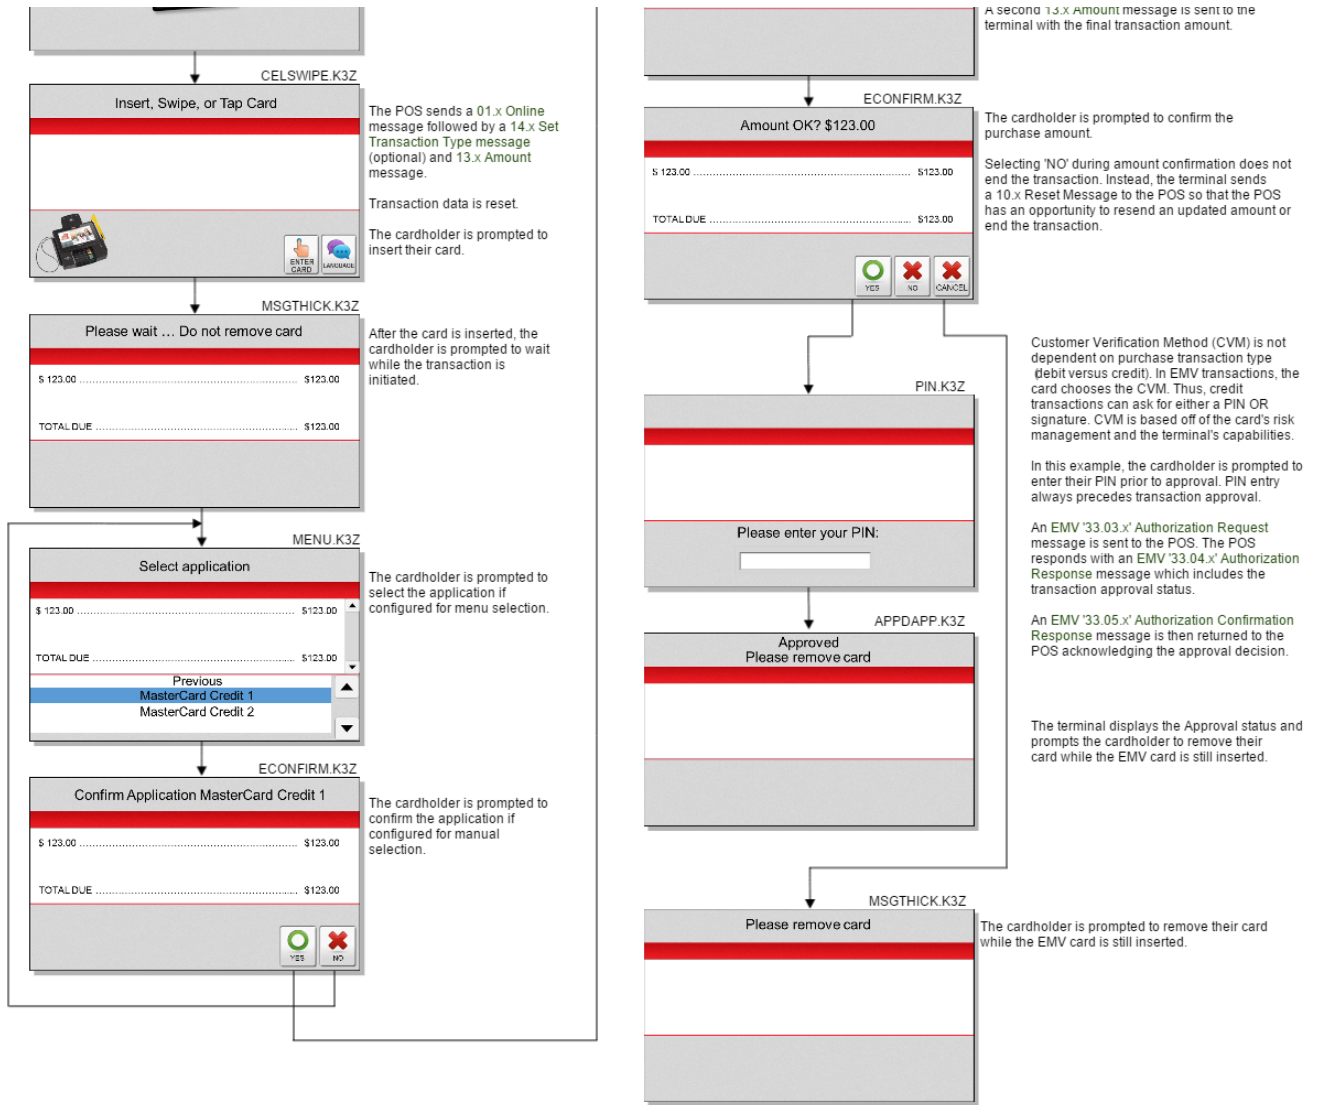 CELSWIPE.K3Z
Insert, Swipe, or Tap Card
ENTER
CARD
LANGUAGE
The POS sends a 01.x Online
message followed by a 14.x Set
Transaction Type message
(optional) and 13.x Amount
message.
Transaction data is reset.
The cardholder is prompted to
insert their card.
MSGTHICK.K3Z
Please wait ... Do not remove card
$ 123.00 ........ $123.00
TOTAL DUE ........ $123.00
After the card is inserted, the
cardholder is prompted to wait
while the transaction is
initiated.
MENU.K3Z
Select application
$ 123.00 ........ $123.00
TOTAL DUE ........ $123.00
Previous
MasterCard Credit 1
MasterCard Credit 2
The cardholder is prompted to
select the application if
configured for menu selection.
ECONFIRM.K3Z
Confirm Application MasterCard Credit 1
$ 123.00 ........ $123.00
TOTAL DUE ........ $123.00
YES
NO
The cardholder is prompted to
confirm the application if
configured for manual
selection.
A second 13.x Amount message is sent to the
terminal with the final transaction amount.
ECONFIRM.K3Z
Amount OK? $123.00
$ 123.00 ........ $123.00
TOTAL DUE ........ $123.00
YES
NO
CANCEL
The cardholder is prompted to confirm the
purchase amount.
Selecting 'NO' during amount confirmation does not
end the transaction. Instead, the terminal sends
a 10.x Reset Message to the POS so that the POS
has an opportunity to resend an updated amount or
end the transaction.
PIN.K3Z
Please enter your PIN:
Customer Verification Method (CVM) is not
dependent on purchase transaction type
(debit versus credit). In EMV transactions, the
card chooses the CVM. Thus, credit
transactions can ask for either a PIN OR
signature. CVM is based off of the card's risk
management and the terminal's capabilities.
In this example, the cardholder is prompted to
enter their PIN prior to approval. PIN entry
always precedes transaction approval.
An EMV '33.03.x' Authorization Request
message is sent to the POS. The POS
responds with an EMV '33.04.x' Authorization
Response message which includes the
transaction approval status.
An EMV '33.05.x' Authorization Confirmation
Response message is then returned to the
POS acknowledging the approval decision.
APPDAPP.K3Z
Approved
Please remove card
The terminal displays the Approval status and
prompts the cardholder to remove their
card while the EMV card is still inserted.
MSGTHICK.K3Z
Please remove card
The cardholder is prompted to remove their card
while the EMV card is still inserted.